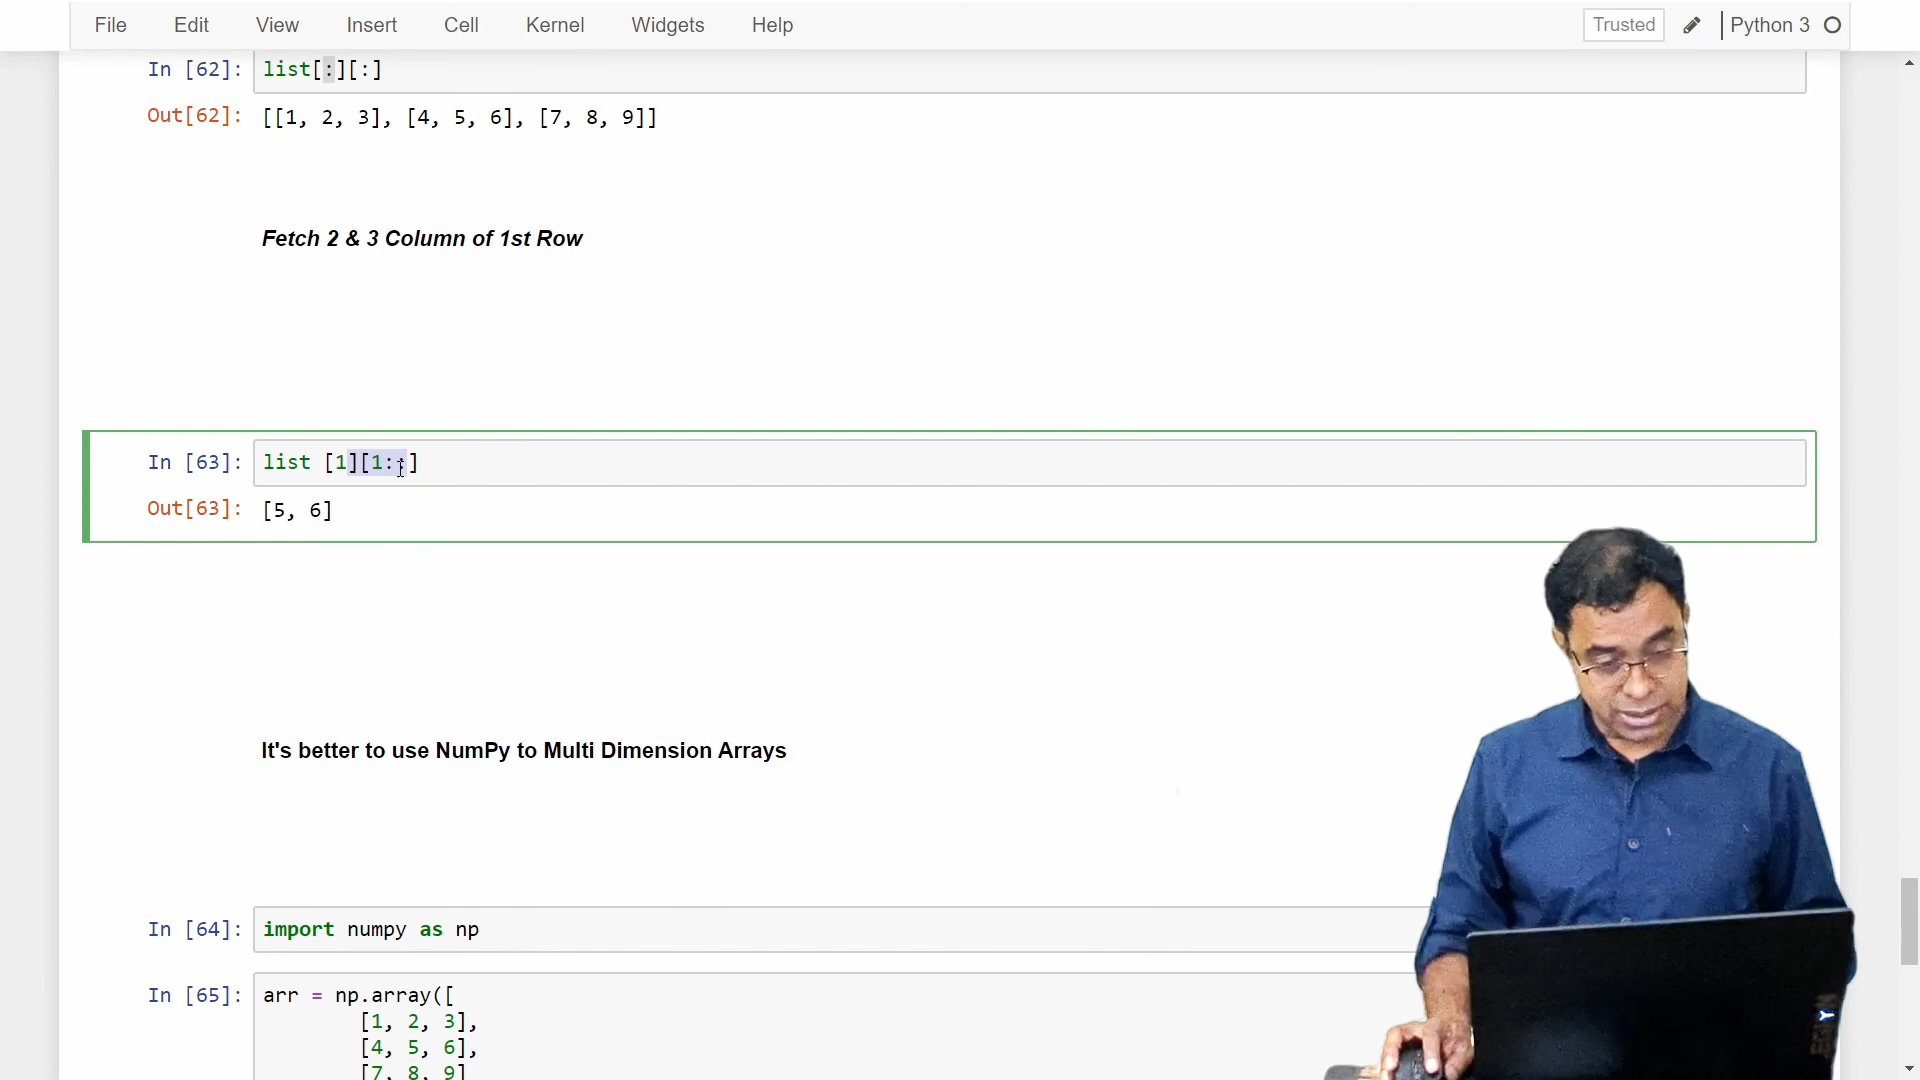 File Edit View Insert Cell Kernel Widgets Help Trusted Python 3
In [62]: list[:][:]
Out[62]: [[1, 2, 3], [4, 5, 6], [7, 8, 9]]
Fetch 2 & 3 Column of 1st Row
In [63]: list [1][1::]
Out[63]: [5, 6]
It's better to use NumPy to Multi Dimension Arrays
In [64]: import numpy as np
In [65]: arr = np.array([
[1, 2, 3],
[4, 5, 6],
[7, 8, 9]